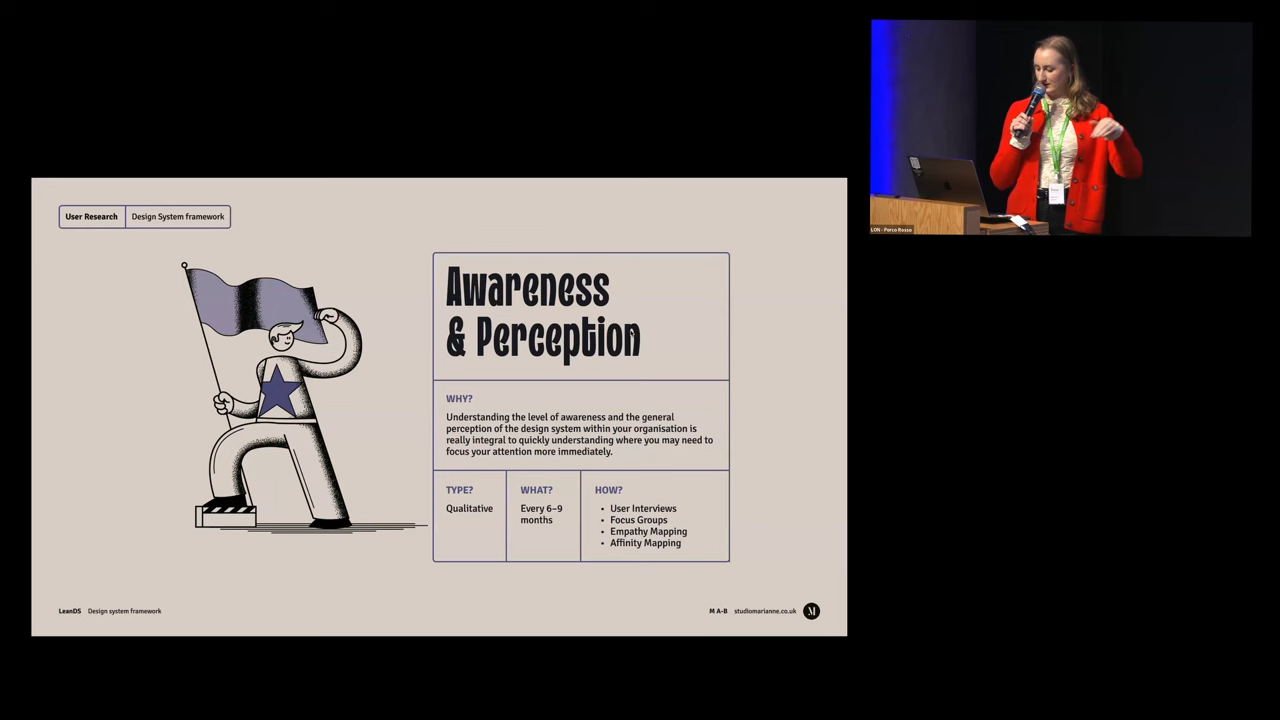 User Research
Design System framework
Awareness
& Perception
WHY?
Understanding the level of awareness and the general
perception of the design system within your organisation is
really integral to quickly understanding where you may need to
focus your attention more immediately.
TYPE?
Qualitative
WHAT?
Every 6–9
months
HOW?
• User Interviews
• Focus Groups
• Empathy Mapping
• Affinity Mapping
LeanDS Design system framework
M A-B studiomarianne.co.uk M
LON - Porco Rosso